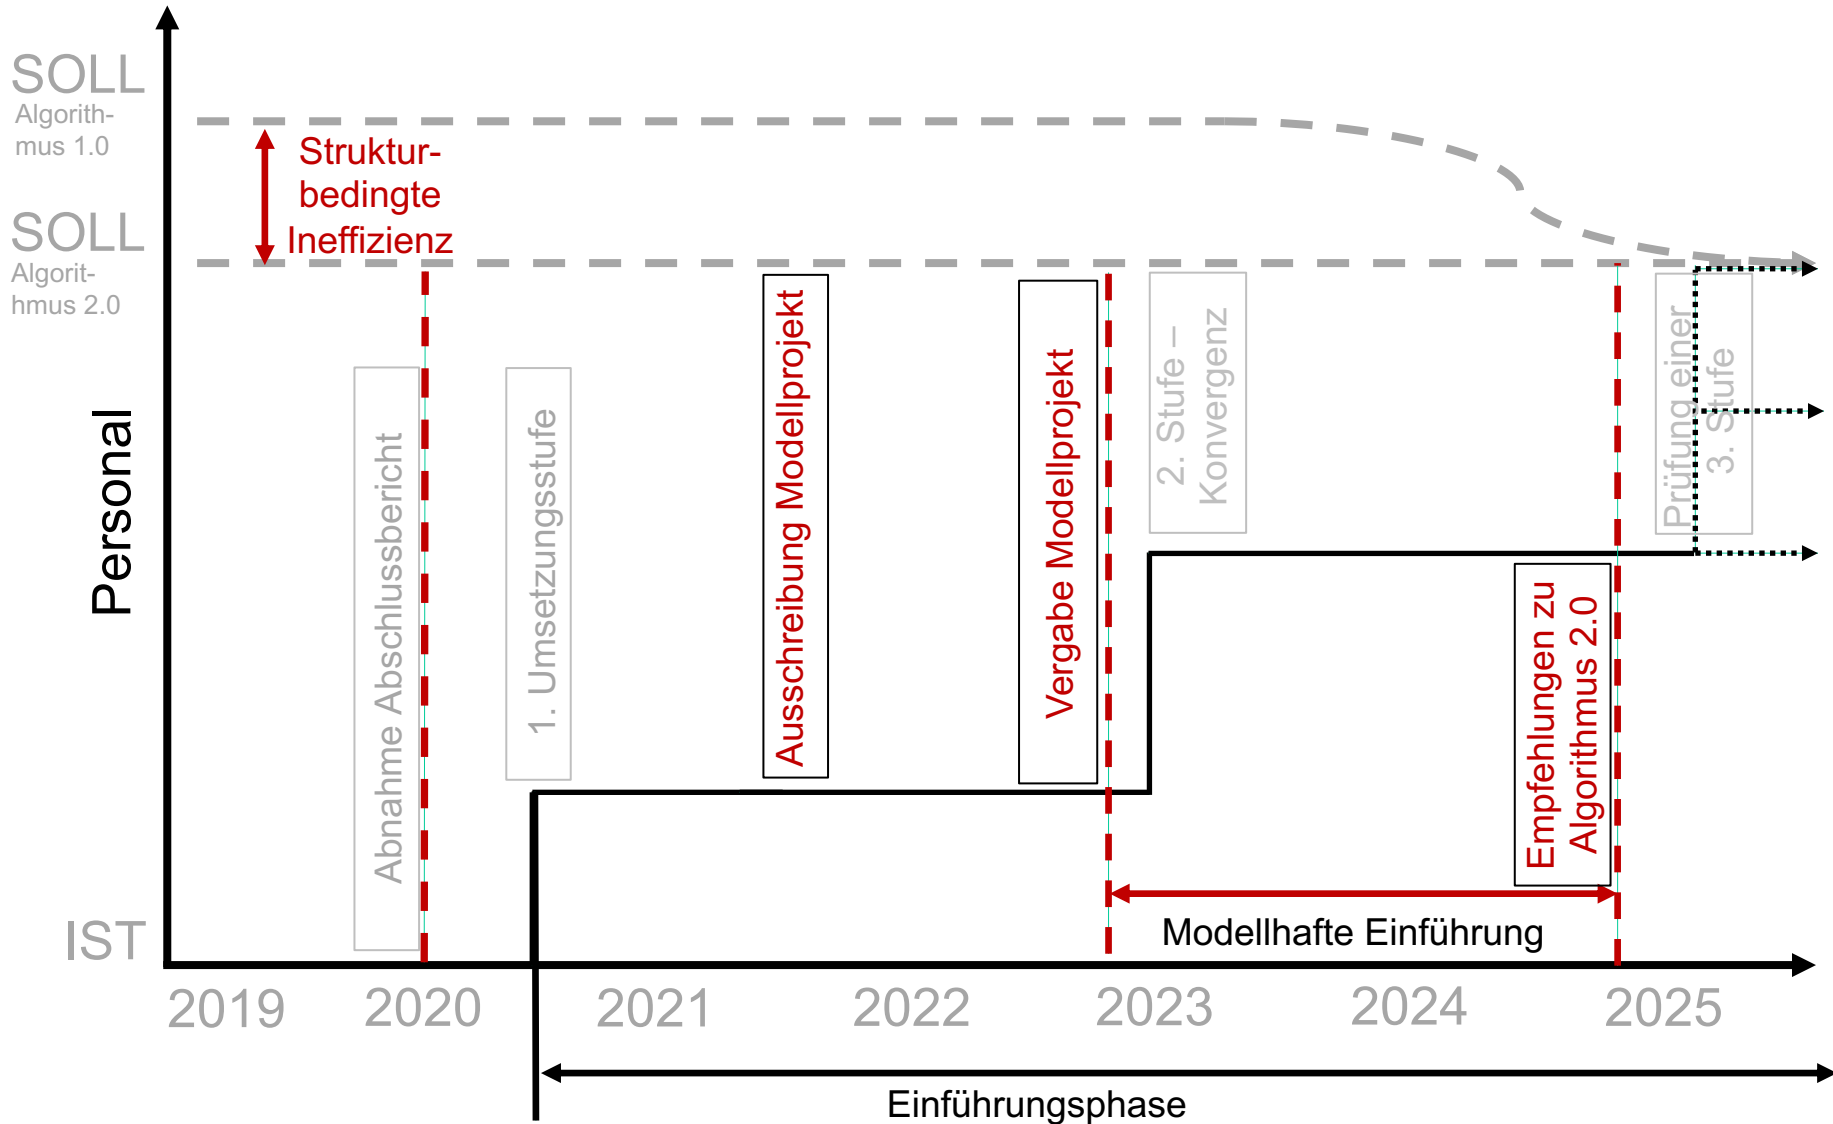 SOLL
Algorith-
mus 1.0
SOLL
Algorit-
hmus 2.0
Struktur-
bedingte
Ineffizienz
Personal
IST
Abnahme Abschlussbericht
1. Umsetzungsstufe
Ausschreibung Modellprojekt
Vergabe Modellprojekt
2. Stufe –
Konvergenz
Empfehlungen zu
Algorithmus 2.0
Prüfung einer
3. Stufe
Modellhafte Einführung
2019
2020
2021
2022
2023
2024
2025
Einführungsphase